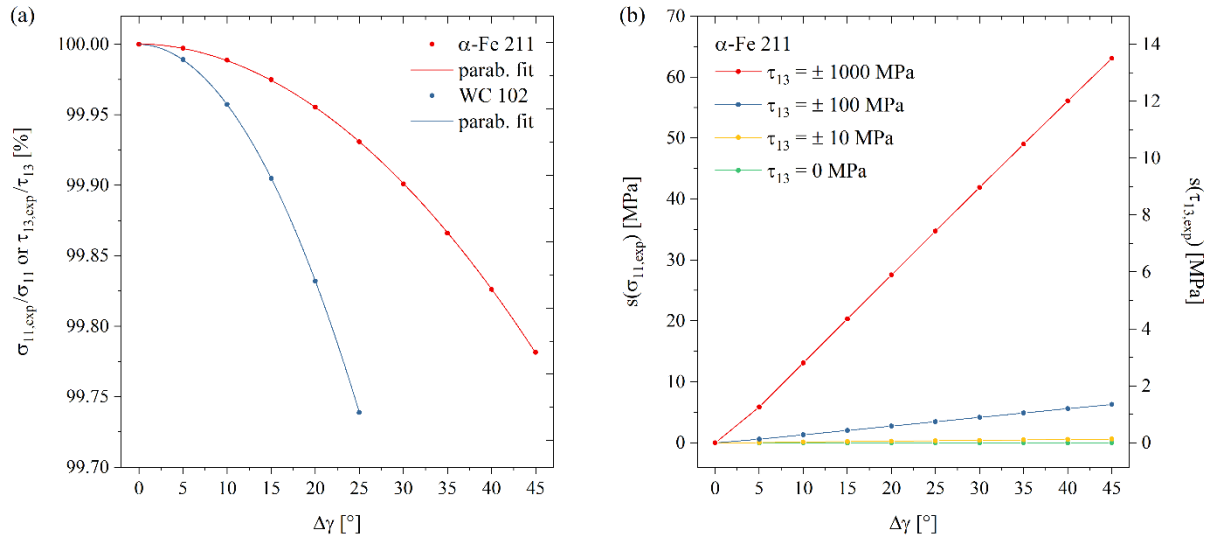 (a)
σ11,exp/σ11 or τ13,exp/τ13 [%]
100.00
99.95
99.90
99.85
99.80
99.75
99.70
α-Fe 211
parab. fit
WC 102
parab. fit
0 5 10 15 20 25 30 35 40 45
Δγ [°]
(b)
s(σ11,exp) [MPa]
70
60
50
40
30
20
10
0
α-Fe 211
τ13 = ± 1000 MPa
τ13 = ± 100 MPa
τ13 = ± 10 MPa
τ13 = 0 MPa
14
12
10
8
6
4
2
0
s(τ13,exp) [MPa]
0 5 10 15 20 25 30 35 40 45
Δγ [°]